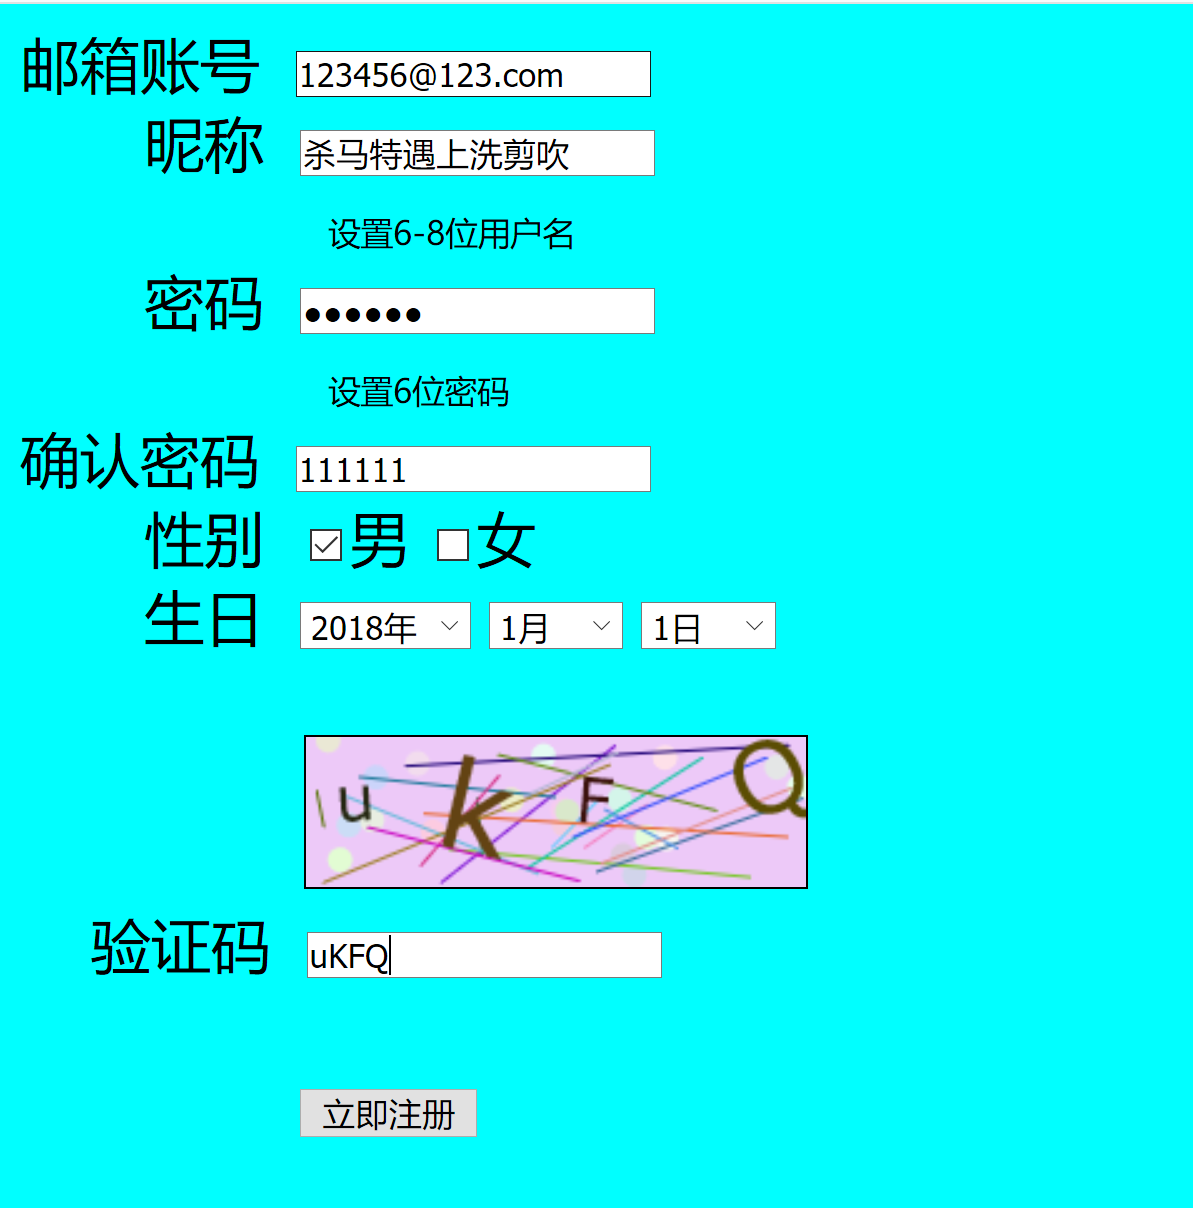 邮箱账号 123456@123.com
昵称 杀马特遇上洗剪吹
设置6-8位用户名
密码 ●●●●●●
设置6位密码
确认密码 111111
性别 男 女
生日 2018年 1月 1日
u k F Q
验证码 uKFQ
立即注册